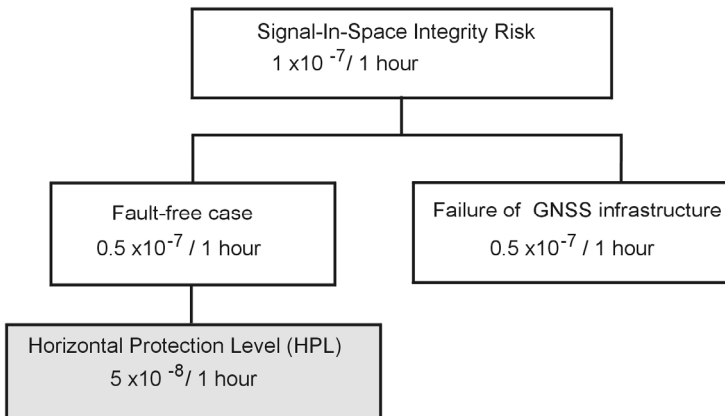 Signal-In-Space Integrity Risk
1 x10 -7/ 1 hour
Fault-free case
0.5 x10-7 / 1 hour
Failure of GNSS infrastructure
0.5 x10-7 / 1 hour
Horizontal Protection Level (HPL)
5 x10 -8/ 1 hour